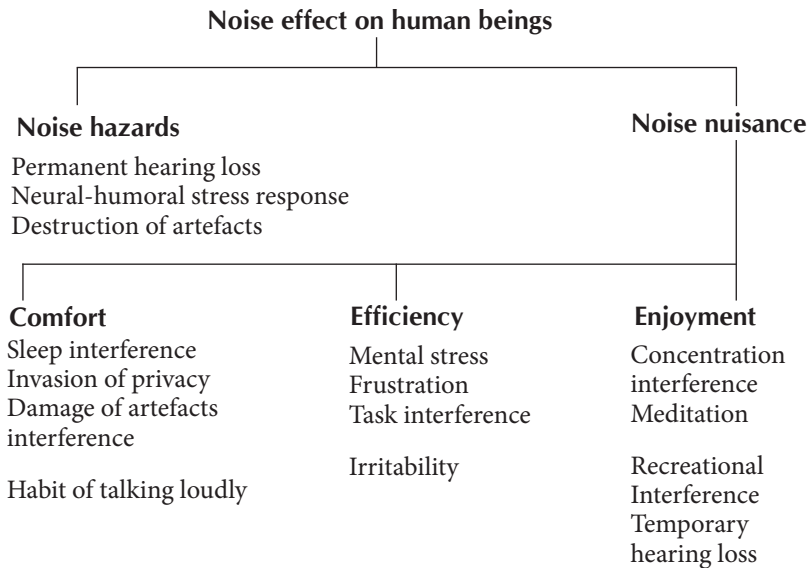 Noise effect on human beings
Noise hazards
Permanent hearing loss
Neural-humoral stress response
Destruction of artefacts
Noise nuisance
Comfort
Sleep interference
Invasion of privacy
Damage of artefacts
interference
Habit of talking loudly
Efficiency
Mental stress
Frustration
Task interference
Irritability
Enjoyment
Concentration
interference
Meditation
Recreational
Interference
Temporary
hearing loss